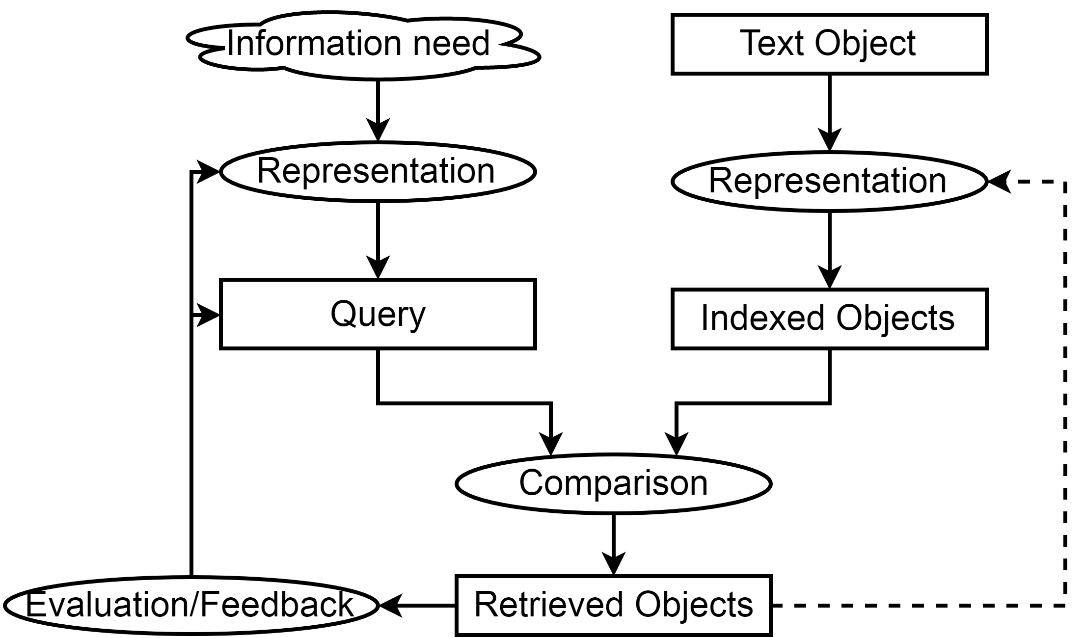 Information need
Text Object
Representation
Representation
Query
Indexed Objects
Comparison
Evaluation/Feedback
Retrieved Objects